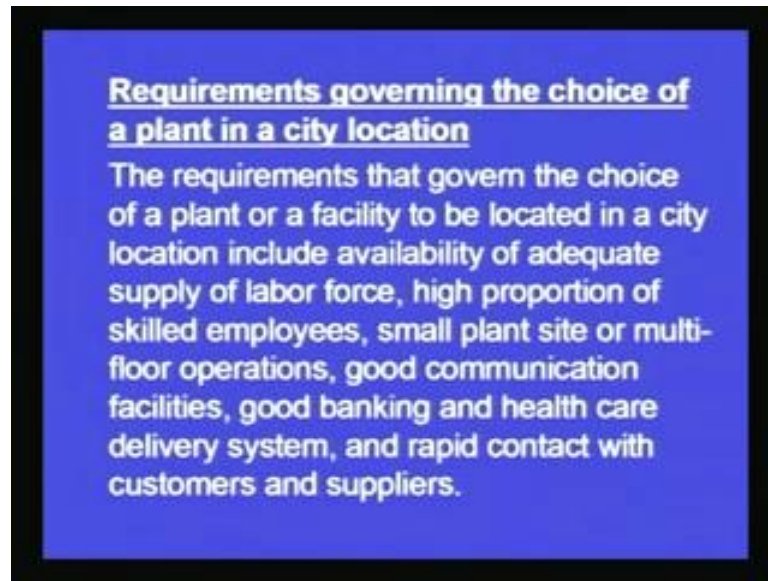 Requirements governing the choice of
a plant in a city location
The requirements that govern the choice
of a plant or a facility to be located in a city
location include availability of adequate
supply of labor force, high proportion of
skilled employees, small plant site or multi-
floor operations, good communication
facilities, good banking and health care
delivery system, and rapid contact with
customers and suppliers.